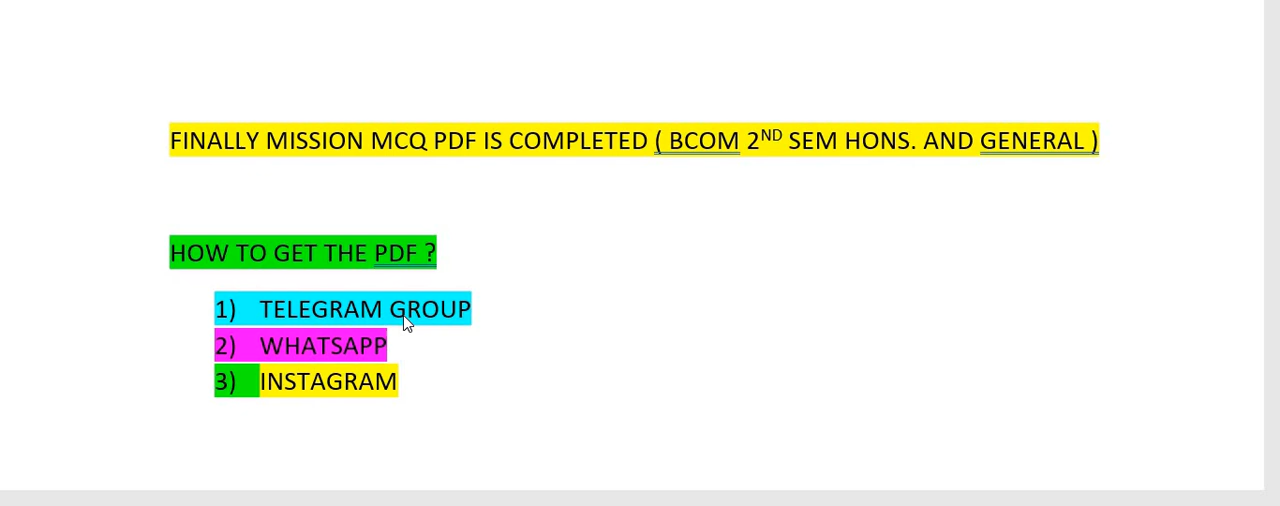 FINALLY MISSION MCQ PDF IS COMPLETED ( BCOM 2ND SEM HONS. AND GENERAL )
HOW TO GET THE PDF ?
1) TELEGRAM GROUP
2) WHATSAPP
3) INSTAGRAM